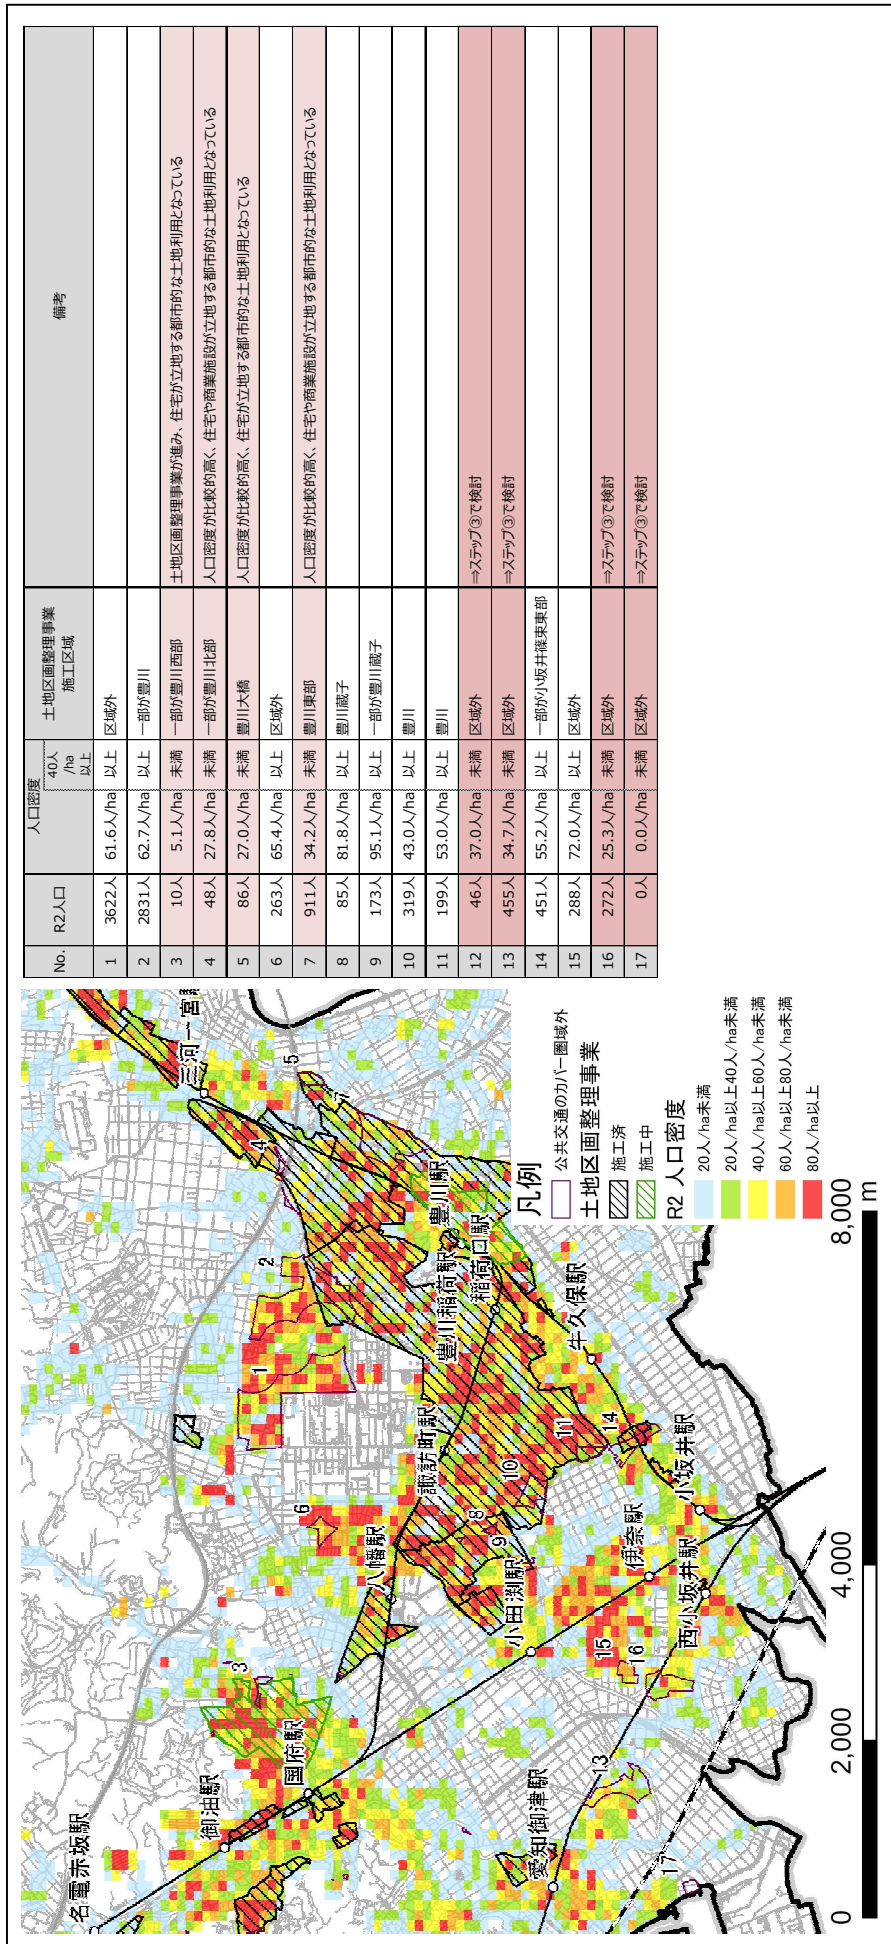 No. R2人口 人口密度 40人/ha以上 土地区画整理事業施工区域 備考
1 3622人 61.6人/ha 以上 区域外
2 2831人 62.7人/ha 以上 一部が豊川
3 10人 5.1人/ha 未満 一部が豊川西部 土地区画整理事業が進み、住宅が立地する都市的な土地利用となっている
4 48人 27.8人/ha 未満 一部が豊川北部 人口密度が比較的高く、住宅や商業施設が立地する都市的な土地利用となっている
5 86人 27.0人/ha 未満 豊川大橋 人口密度が比較的高く、住宅が立地する都市的な土地利用となっている
6 263人 65.4人/ha 以上 区域外
7 911人 34.2人/ha 未満 豊川東部 人口密度が比較的高く、住宅や商業施設が立地する都市的な土地利用となっている
8 85人 81.8人/ha 以上 豊川蔵子
9 173人 95.1人/ha 以上 一部が豊川蔵子
10 319人 43.0人/ha 以上 豊川
11 199人 53.0人/ha 以上 豊川
12 46人 37.0人/ha 未満 区域外 ⇒ステップ③で検討
13 455人 34.7人/ha 未満 区域外 ⇒ステップ③で検討
14 451人 55.2人/ha 以上 一部が小坂井篠束東部
15 288人 72.0人/ha 以上 区域外
16 272人 25.3人/ha 未満 区域外 ⇒ステップ③で検討
17 0人 0.0人/ha 未満 区域外 ⇒ステップ③で検討
名電赤坂駅
御油駅
国府駅
八幡駅
諏訪町駅
豊川稲荷駅
豊川駅
稲荷口駅
三河一宮
牛久保駅
小田渕駅
伊奈駅
小坂井駅
西小坂井駅
愛知御津駅
1
2
3
4
5
6
7
8
9
10
11
13
14
15
16
17
凡例
公共交通のカバー圏域外
土地区画整理事業
施工済
施工中
R2 人口密度
20人/ha未満
20人/ha以上40人/ha未満
40人/ha以上60人/ha未満
60人/ha以上80人/ha未満
80人/ha以上
0 2,000 4,000 8,000
m